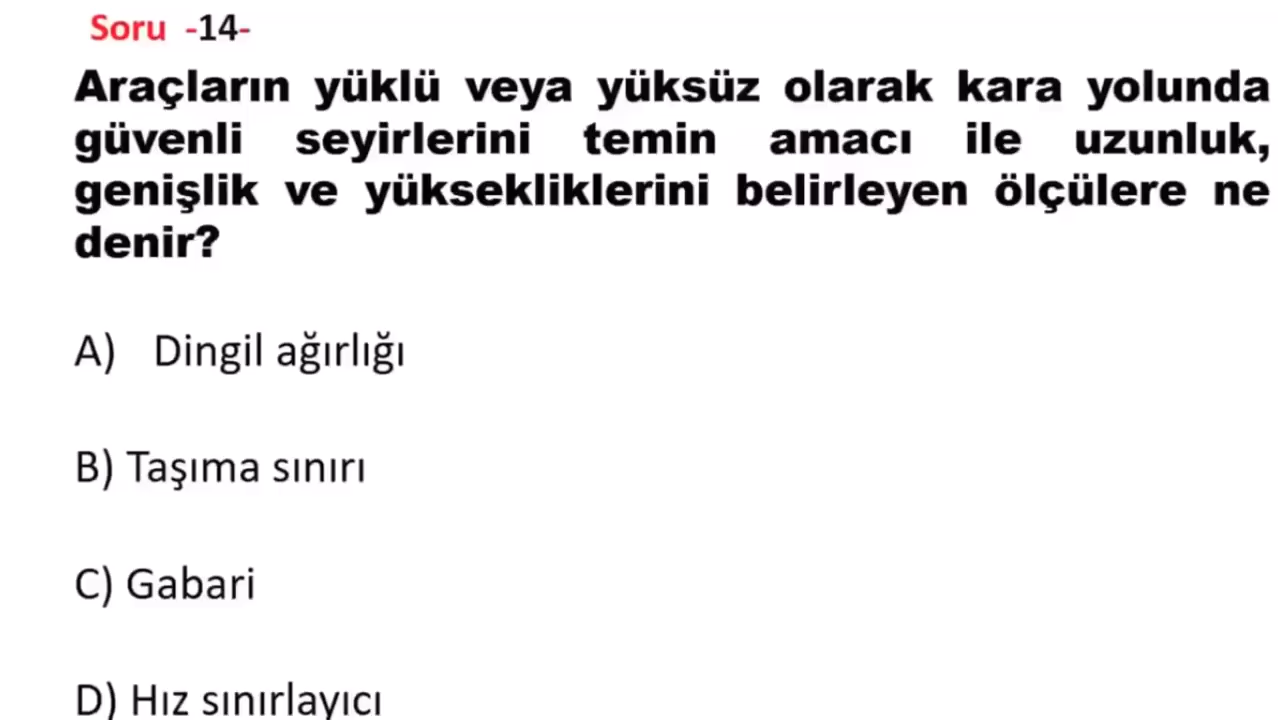 Soru -14-
Araçların yüklü veya yüksüz olarak kara yolunda
güvenli seyirlerini temin amacı ile uzunluk,
genişlik ve yüksekliklerini belirleyen ölçülere ne
denir?
A) Dingil ağırlığı
B) Taşıma sınırı
C) Gabari
D) Hız sınırlayıcı